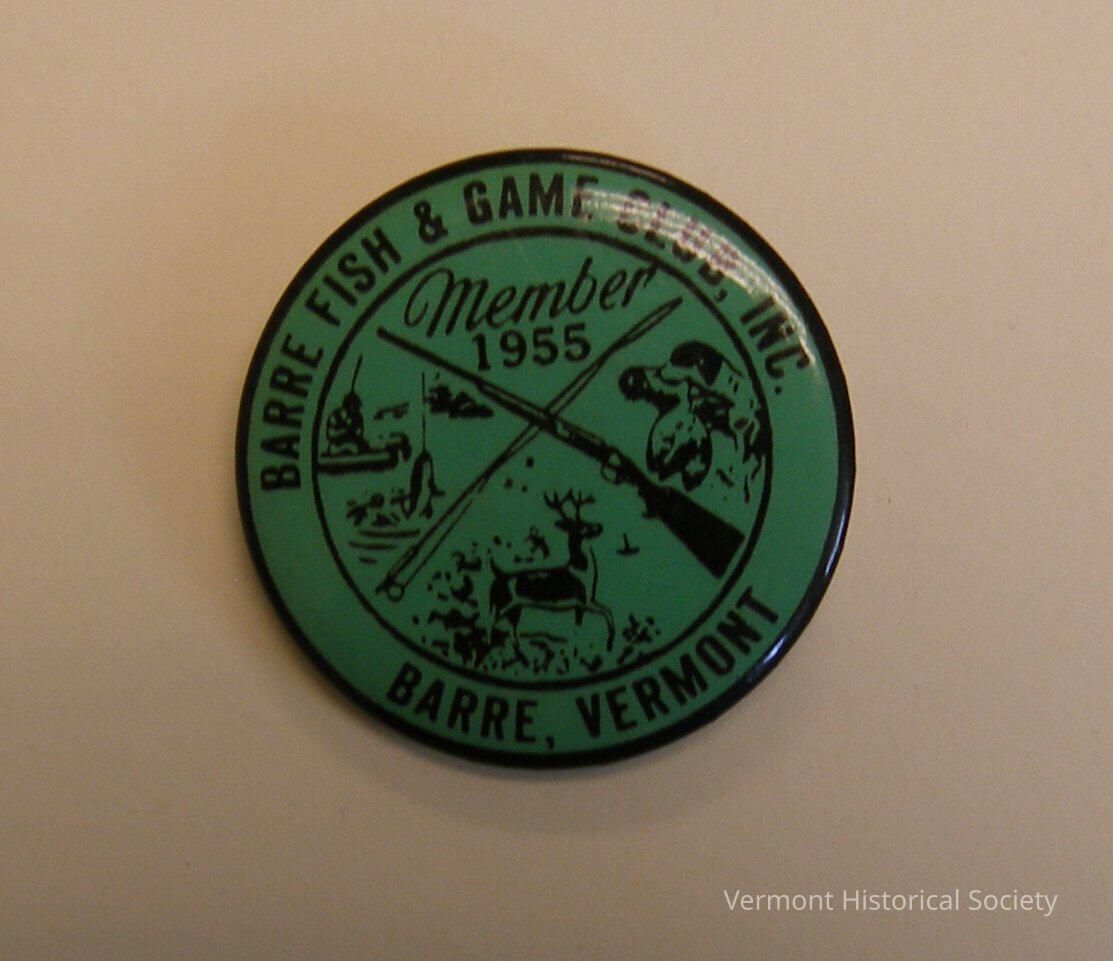 BARRE FISH & GAME CLUB, INC.
Member
1955
BARRE, VERMONT
Vermont Historical Society